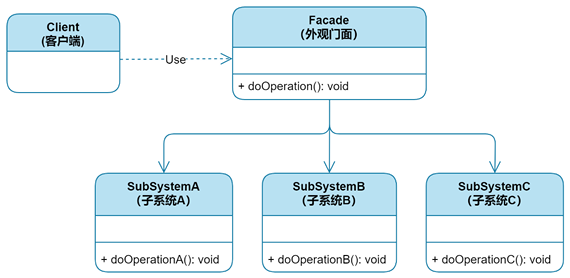 Client
(客户端)
Use
Facade
(外观门面)
+ doOperation(): void
SubSystemA
(子系统A)
+ doOperationA(): void
SubSystemB
(子系统B)
+ doOperationB(): void
SubSystemC
(子系统C)
+ doOperationC(): void